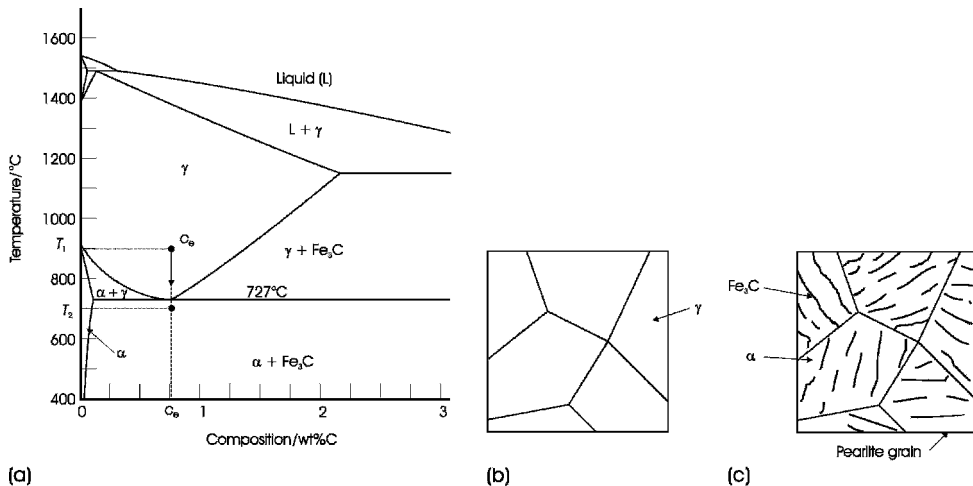 1600
1400
1200
1000
800
600
400
Temperature/°C
T₁
T₂
Liquid (L)
L + γ
γ
Cₑ
γ + Fe₃C
α + γ
727°C
α
α + Fe₃C
0
Cₑ
1
2
3
Composition/wt%C
(a)
γ
(b)
Fe₃C
α
Pearlite grain
(c)